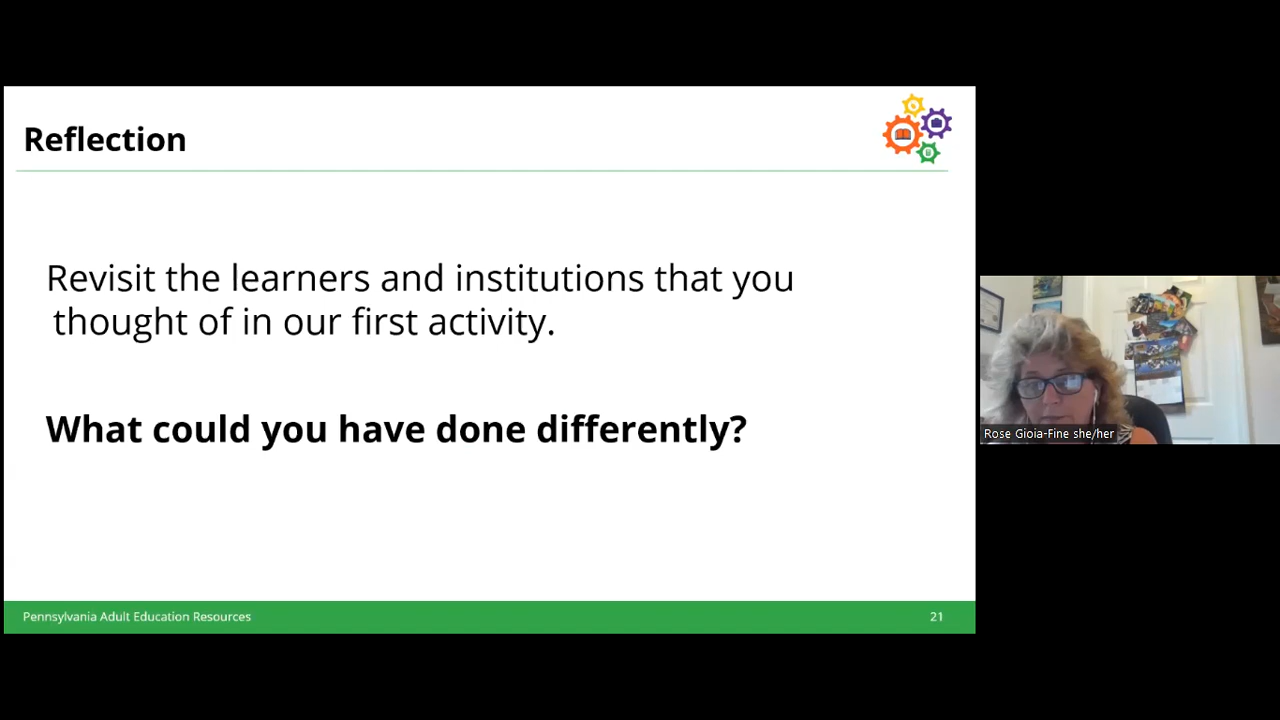 Reflection
Revisit the learners and institutions that you
thought of in our first activity.
What could you have done differently?
Rose Gioia-Fine she/her
Pennsylvania Adult Education Resources
21